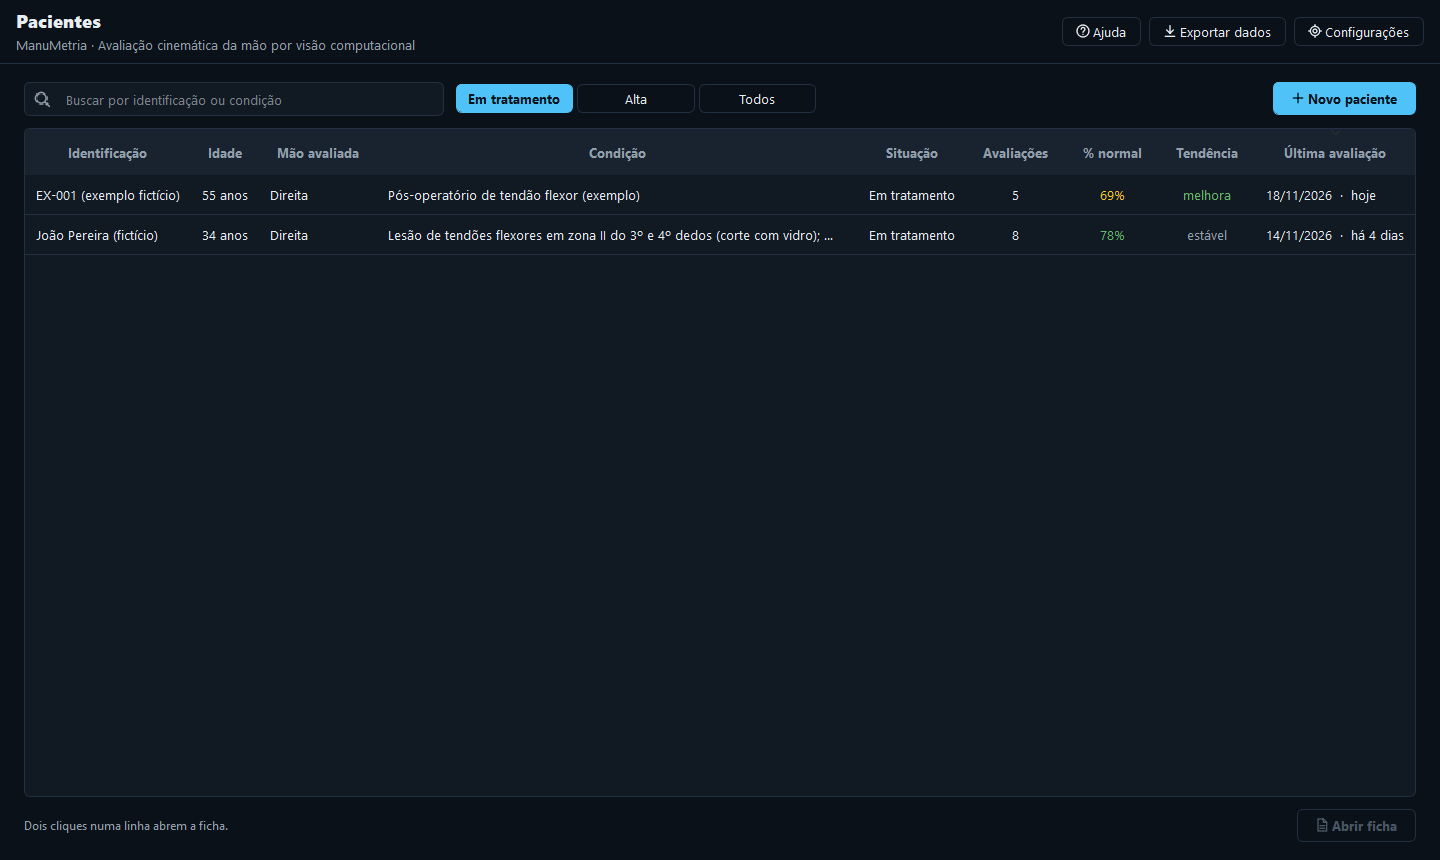 Pacientes
ManuMetria · Avaliação cinemática da mão por visão computacional
Ajuda
Exportar dados
Configurações
Buscar por identificação ou condição
Em tratamento
Alta
Todos
+ Novo paciente
Identificação Idade Mão avaliada Condição Situação Avaliações % normal Tendência Última avaliação
EX-001 (exemplo fictício) 55 anos Direita Pós-operatório de tendão flexor (exemplo) Em tratamento 5 69% melhora 18/11/2026 · hoje
João Pereira (fictício) 34 anos Direita Lesão de tendões flexores em zona II do 3º e 4º dedos (corte com vidro); ... Em tratamento 8 78% estável 14/11/2026 · há 4 dias
Dois cliques numa linha abrem a ficha.
Abrir ficha